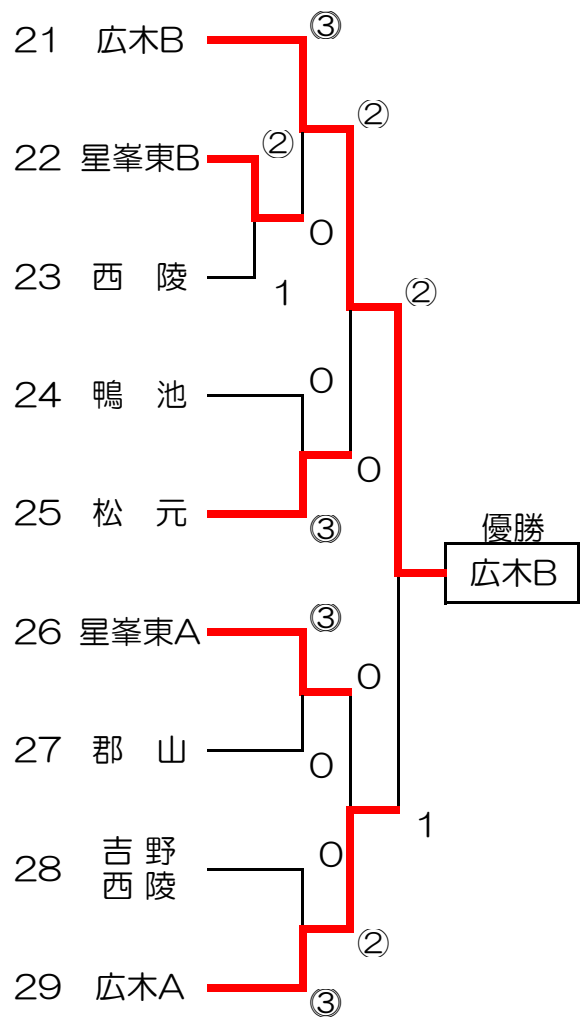 21 広木B ③
②
22 星峯東B ②
0
23 西 陵 1
②
24 鴨 池 0
0
25 松 元 ③
優勝
広木B
26 星峯東A ③
0
27 郡 山 0
1
28 吉野
西陵 0
②
29 広木A ③